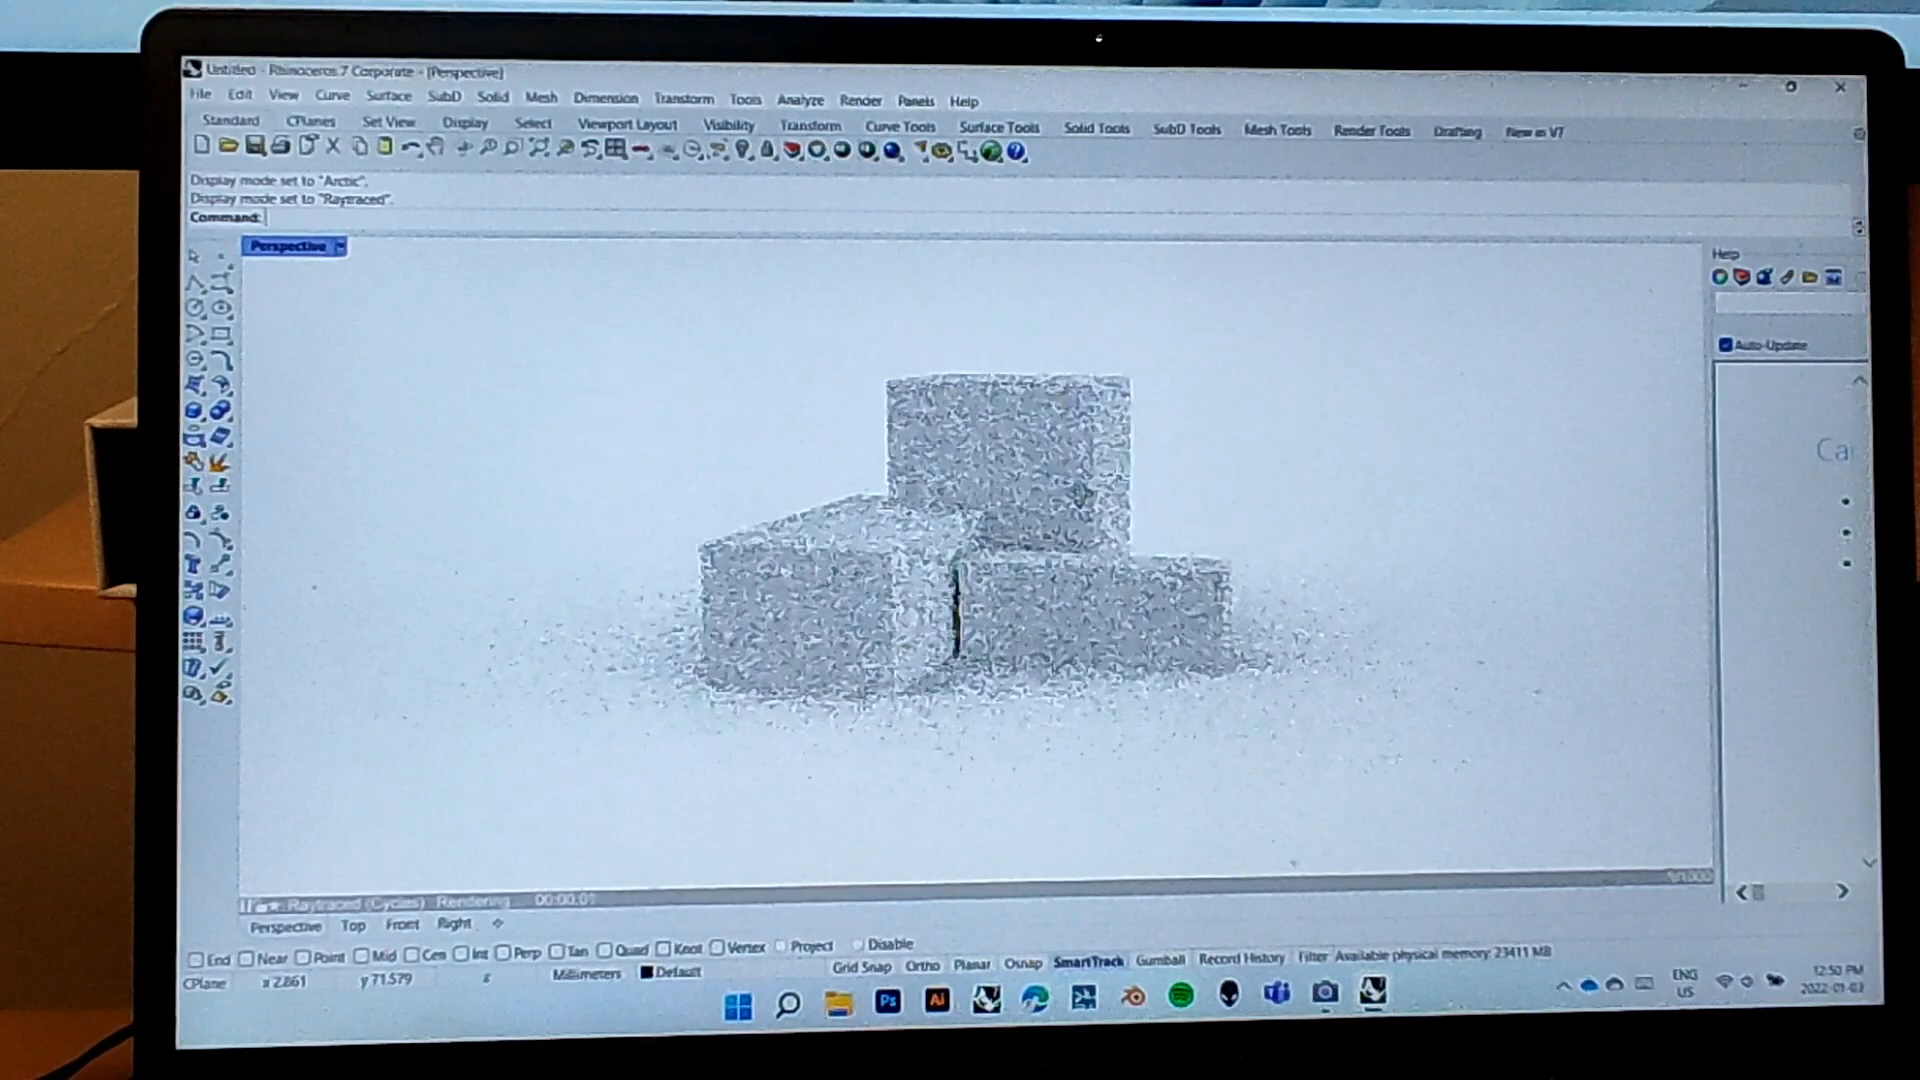 Untitled - Rhinoceros 7 Corporate - [Perspective]
File Edit View Curve Surface SubD Solid Mesh Dimension Transform Tools Analyze Render Panels Help
Standard CPlanes Set View Display Select Viewport Layout Visibility Transform Curve Tools Surface Tools Solid Tools SubD Tools Mesh Tools Render Tools Drafting New in V7
Display mode set to "Arctic".
Display mode set to "Raytraced".
Command:
Perspective
Help
Auto-Update
Ca
1/1000
Raytraced (Cycles) Rendering... 00:00.01
Perspective Top Front Right
End Near Point Mid Cen Int Perp Tan Quad Knot Vertex Project Disable
CPlane x 2.861 y 71.579 z Millimeters Default Grid Snap Ortho Planar Osnap SmartTrack Gumball Record History Filter Available physical memory: 23411 MB
Ps Ai
ENG
US
12:50 PM
2022-01-03